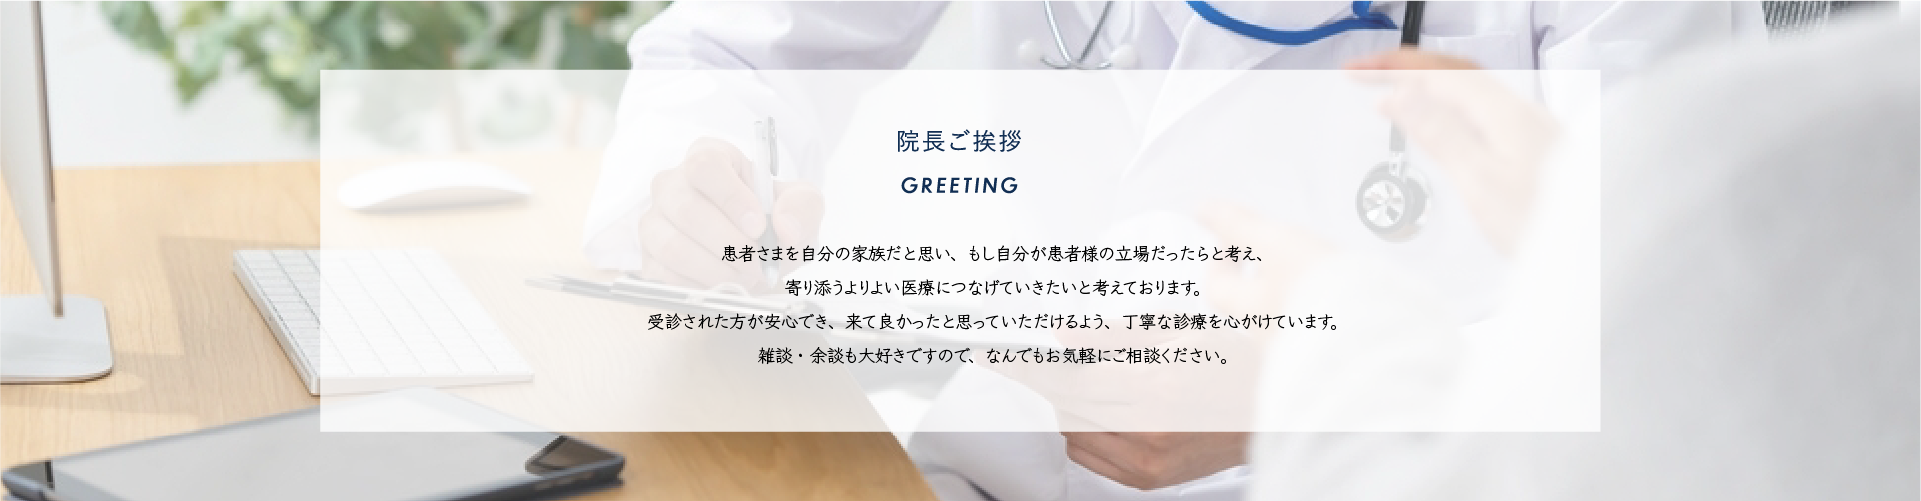 院長ご挨拶
GREETING
患者さまを自分の家族だと思い、もし自分が患者様の立場だったらと考え、
寄り添うよりよい医療につなげていきたいと考えております。
受診された方が安心でき、来て良かったと思っていただけるよう、丁寧な診療を心がけています。
雑談・余談も大好きですので、なんでもお気軽にご相談ください。